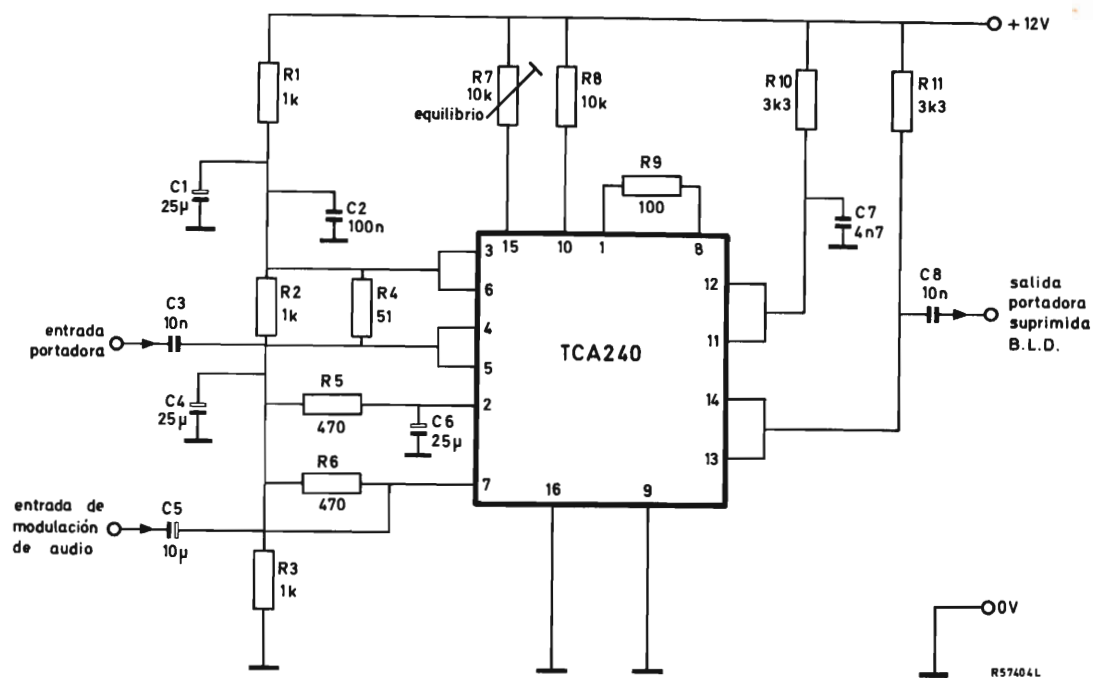 +12V
R1
1k
R7
10k
equilibrio
R8
10k
R10
3k3
R11
3k3
C1
25µ
C2
100n
R9
100
C7
4n7
15
10
1
8
3
6
4
5
2
7
12
11
14
13
16
9
TCA240
R2
1k
R4
51
C3
10n
entrada
portadora
C8
10n
salida
portadora
suprimida
B.L.D.
C4
25µ
R5
470
C6
25µ
R6
470
entrada de
modulación
de audio
C5
10µ
R3
1k
0V
R57404L